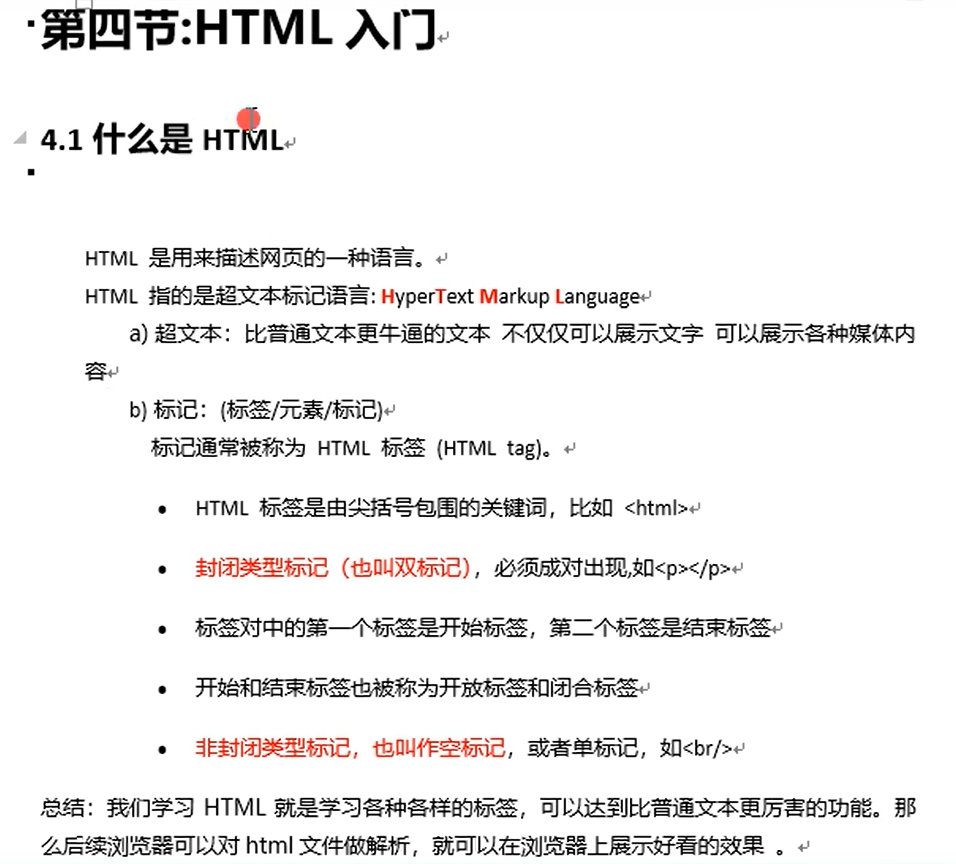 第四节:HTML 入门
4.1 什么是 HTML
HTML 是用来描述网页的一种语言。
HTML 指的是超文本标记语言: HyperText Markup Language
a) 超文本：比普通文本更牛逼的文本 不仅仅可以展示文字 可以展示各种媒体内
容
b) 标记：(标签/元素/标记)
标记通常被称为 HTML 标签 (HTML tag)。
• HTML 标签是由尖括号包围的关键词，比如 <html>
• 封闭类型标记（也叫双标记），必须成对出现,如<p></p>
• 标签对中的第一个标签是开始标签，第二个标签是结束标签
• 开始和结束标签也被称为开放标签和闭合标签
• 非封闭类型标记，也叫作空标记，或者单标记，如<br/>
总结：我们学习 HTML 就是学习各种各样的标签，可以达到比普通文本更厉害的功能。那
么后续浏览器可以对 html 文件做解析，就可以在浏览器上展示好看的效果 。